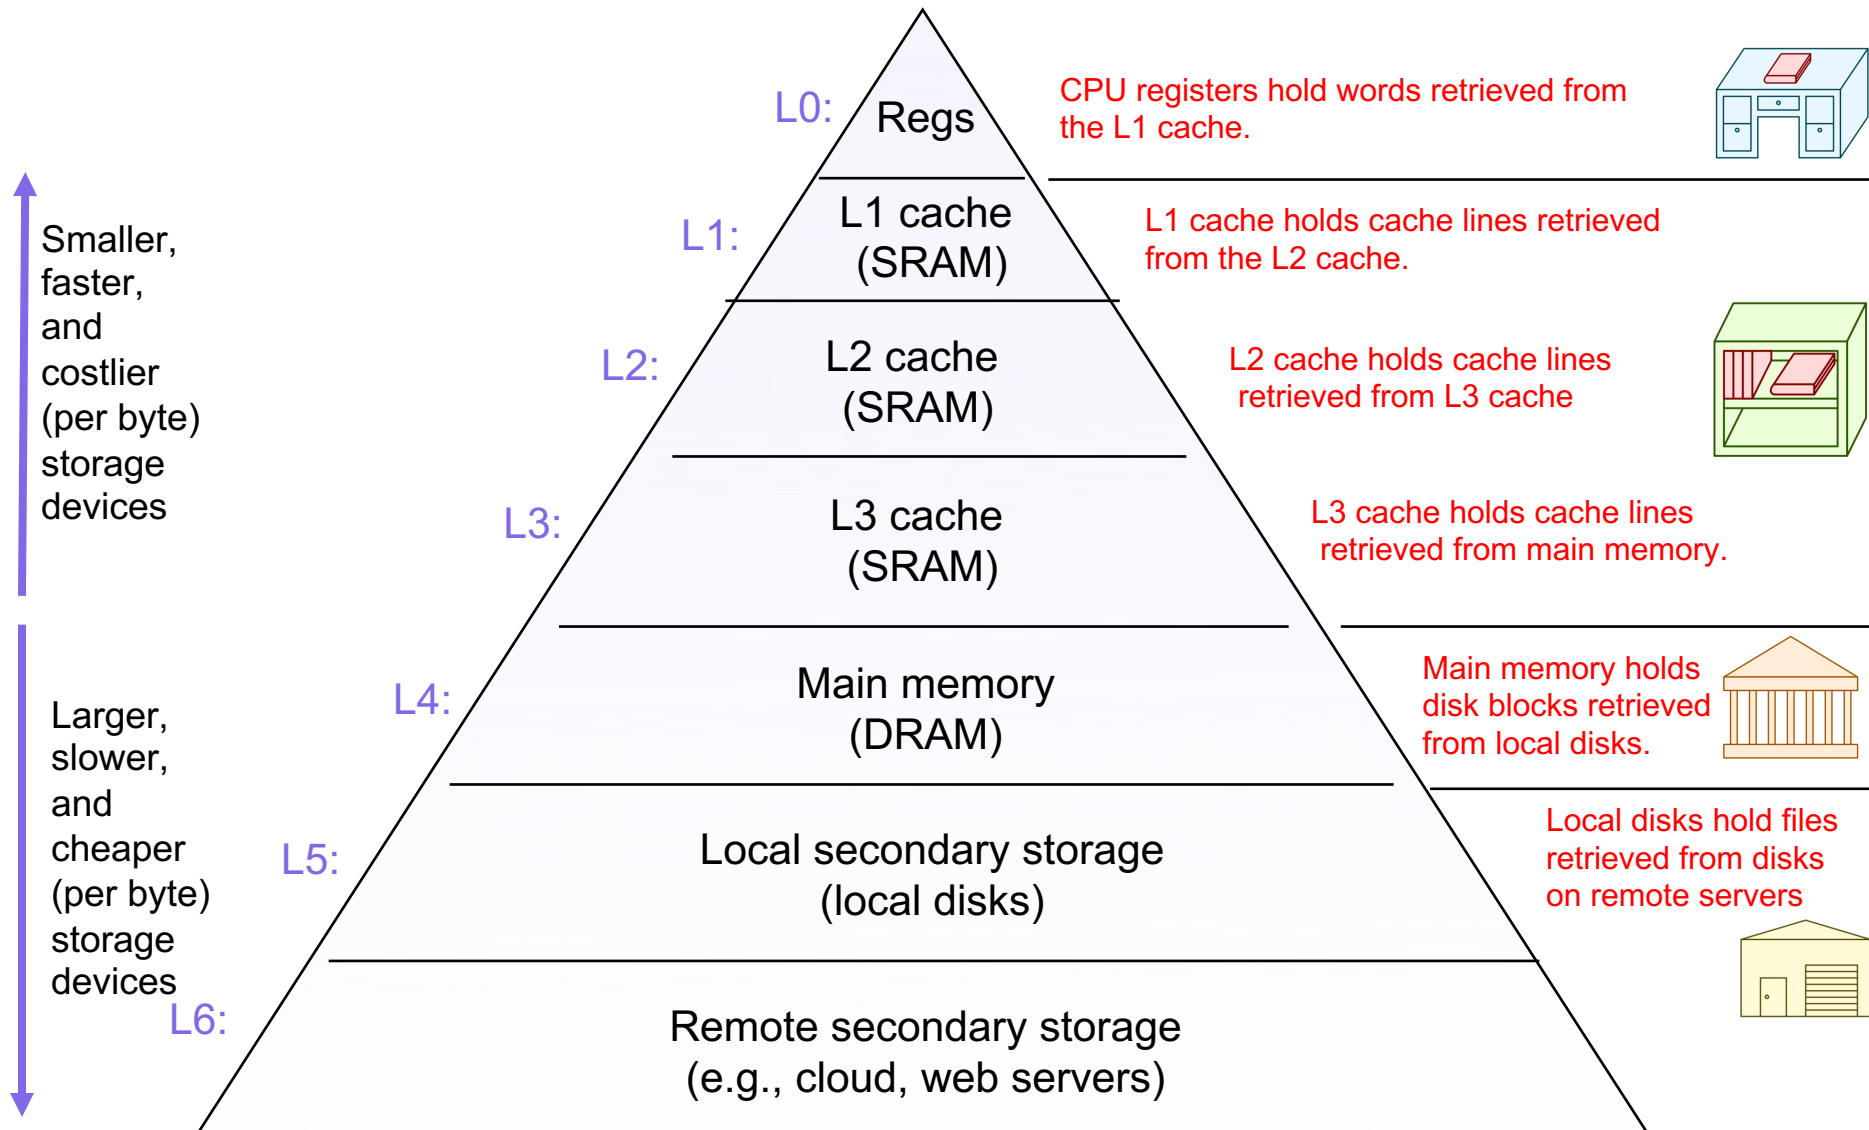 L0:
Regs
CPU registers hold words retrieved from
the L1 cache.
Smaller,
faster,
and
costlier
(per byte)
storage
devices
L1:
L1 cache
(SRAM)
L1 cache holds cache lines retrieved
from the L2 cache.
L2:
L2 cache
(SRAM)
L2 cache holds cache lines
retrieved from L3 cache
L3:
L3 cache
(SRAM)
L3 cache holds cache lines
retrieved from main memory.
Larger,
slower,
and
cheaper
(per byte)
storage
devices
L4:
Main memory
(DRAM)
Main memory holds
disk blocks retrieved
from local disks.
L5:
Local secondary storage
(local disks)
Local disks hold files
retrieved from disks
on remote servers
L6:
Remote secondary storage
(e.g., cloud, web servers)